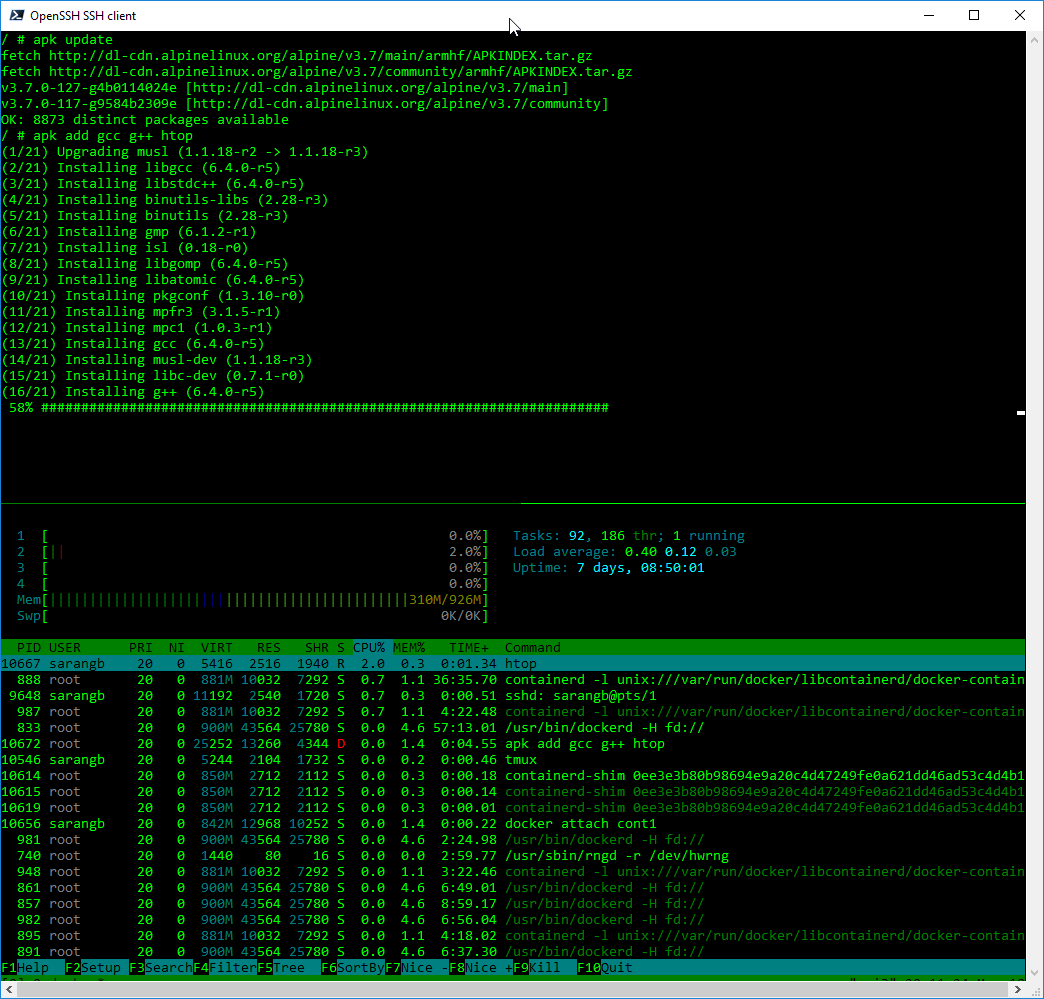 OpenSSH SSH client
/ # apk update
fetch http://dl-cdn.alpinelinux.org/alpine/v3.7/main/armhf/APKINDEX.tar.gz
fetch http://dl-cdn.alpinelinux.org/alpine/v3.7/community/armhf/APKINDEX.tar.gz
v3.7.0-127-g4b0114024e [http://dl-cdn.alpinelinux.org/alpine/v3.7/main]
v3.7.0-117-g9584b2309e [http://dl-cdn.alpinelinux.org/alpine/v3.7/community]
OK: 8873 distinct packages available
/ # apk add gcc g++ htop
(1/21) Upgrading musl (1.1.18-r2 -> 1.1.18-r3)
(2/21) Installing libgcc (6.4.0-r5)
(3/21) Installing libstdc++ (6.4.0-r5)
(4/21) Installing binutils-libs (2.28-r3)
(5/21) Installing binutils (2.28-r3)
(6/21) Installing gmp (6.1.2-r1)
(7/21) Installing isl (0.18-r0)
(8/21) Installing libgomp (6.4.0-r5)
(9/21) Installing libatomic (6.4.0-r5)
(10/21) Installing pkgconf (1.3.10-r0)
(11/21) Installing mpfr3 (3.1.5-r1)
(12/21) Installing mpc1 (1.0.3-r1)
(13/21) Installing gcc (6.4.0-r5)
(14/21) Installing musl-dev (1.1.18-r3)
(15/21) Installing libc-dev (0.7.1-r0)
(16/21) Installing g++ (6.4.0-r5)
58% #######################################################################
1 [ 0.0%] Tasks: 92, 186 thr; 1 running
2 [|| 2.0%] Load average: 0.40 0.12 0.03
3 [ 0.0%] Uptime: 7 days, 08:50:01
4 [ 0.0%]
Mem[|||||||||||||||||||||||||||||||||||||||||||||310M/926M]
Swp[ 0K/0K]
PID USER PRI NI VIRT RES SHR S CPU% MEM% TIME+ Command
10667 sarangb 20 0 5416 2516 1940 R 2.0 0.3 0:01.34 htop
888 root 20 0 881M 10032 7292 S 0.7 1.1 36:35.70 containerd -l unix:///var/run/docker/libcontainerd/docker-contain
9648 sarangb 20 0 11192 2540 1720 S 0.7 0.3 0:00.51 sshd: sarangb@pts/1
987 root 20 0 881M 10032 7292 S 0.7 1.1 4:22.48 containerd -l unix:///var/run/docker/libcontainerd/docker-contain
833 root 20 0 900M 43564 25780 S 0.0 4.6 57:13.01 /usr/bin/dockerd -H fd://
10672 root 20 0 25252 13260 4344 D 0.0 1.4 0:04.55 apk add gcc g++ htop
10546 sarangb 20 0 5244 2104 1732 S 0.0 0.2 0:00.46 tmux
10614 root 20 0 850M 2712 2112 S 0.0 0.3 0:00.18 containerd-shim 0ee3e3b80b98694e9a20c4d47249fe0a621dd46ad53c4d4b1
10615 root 20 0 850M 2712 2112 S 0.0 0.3 0:00.14 containerd-shim 0ee3e3b80b98694e9a20c4d47249fe0a621dd46ad53c4d4b1
10619 root 20 0 850M 2712 2112 S 0.0 0.3 0:00.01 containerd-shim 0ee3e3b80b98694e9a20c4d47249fe0a621dd46ad53c4d4b1
10656 sarangb 20 0 842M 12968 10252 S 0.0 1.4 0:00.22 docker attach cont1
981 root 20 0 900M 43564 25780 S 0.0 4.6 2:24.98 /usr/bin/dockerd -H fd://
740 root 20 0 1440 80 16 S 0.0 0.0 2:59.77 /usr/sbin/rngd -r /dev/hwrng
948 root 20 0 881M 10032 7292 S 0.0 1.1 3:22.46 containerd -l unix:///var/run/docker/libcontainerd/docker-contain
861 root 20 0 900M 43564 25780 S 0.0 4.6 6:49.01 /usr/bin/dockerd -H fd://
857 root 20 0 900M 43564 25780 S 0.0 4.6 8:59.17 /usr/bin/dockerd -H fd://
982 root 20 0 900M 43564 25780 S 0.0 4.6 6:56.04 /usr/bin/dockerd -H fd://
895 root 20 0 881M 10032 7292 S 0.0 1.1 4:18.02 containerd -l unix:///var/run/docker/libcontainerd/docker-contain
891 root 20 0 900M 43564 25780 S 0.0 4.6 6:37.30 /usr/bin/dockerd -H fd://
F1Help F2Setup F3SearchF4FilterF5Tree F6SortByF7Nice -F8Nice +F9Kill F10Quit